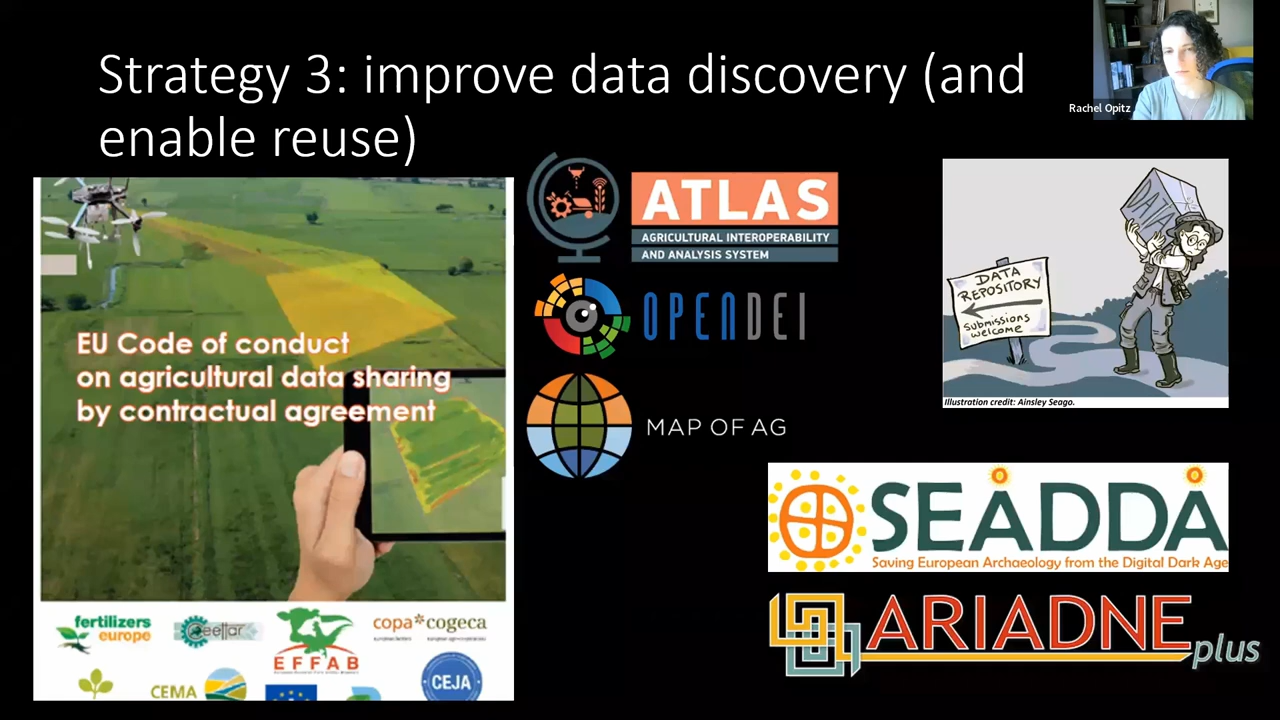 Strategy 3: improve data discovery (and
enable reuse)
Rachel Opitz
EU Code of conduct
on agricultural data sharing
by contractual agreement
fertilizers
europe
EFFAB
copa*cogeca
CEMA
CEJA
ATLAS
AGRICULTURAL INTEROPERABILITY
AND ANALYSIS SYSTEM
OPENDEI
MAP OF AG
DATA
DATA
REPOSITORY
SUBMISSIONS
WELCOME
Illustration credit: Ainsley Seago.
SEADDA
Saving European Archaeology from the Digital Dark Age
ARIADNE
plus